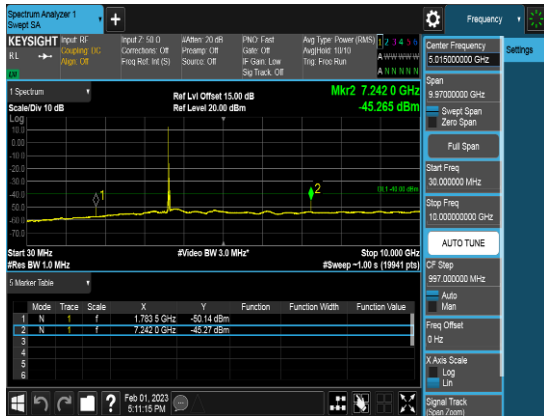 Spectrum Analyzer 1
Swept SA
+
Frequency
KEYSIGHT Input: RF
RL
Coupling: DC
Align: Off
Input Z: 50 Ω
Corrections: Off
Freq Ref: Int (S)
#Atten: 20 dB
Preamp: Off
Source: Off
PNO: Fast
Gate: Off
IF Gain: Low
Sig Track: Off
Avg Type: Power (RMS)
Avg|Hold: 10/10
Trig: Free Run
1 2 3 4 5 6
A W W W W W
A N N N N N
1 Spectrum
Scale/Div 10 dB
Ref Lvl Offset 15.00 dB
Ref Level 20.00 dBm
Mkr2 7.242 0 GHz
-45.265 dBm
Log
10.0
0.00
-10.0
-20.0
-30.0
-40.0
-50.0
-60.0
-70.0
1
2
DL1 -40.00 dBm
Start 30 MHz
#Res BW 1.0 MHz
#Video BW 3.0 MHz*
Stop 10.000 GHz
#Sweep ~1.00 s (19941 pts)
5 Marker Table
Mode Trace Scale X Y Function Function Width Function Value
1 N 1 f 1.783 5 GHz -50.14 dBm
2 N 1 f 7.242 0 GHz -45.27 dBm
3
4
5
6
Feb 01, 2023
5:11:15 PM
Settings
Center Frequency
5.015000000 GHz
Span
9.97000000 GHz
Swept Span
Zero Span
Full Span
Start Freq
30.000000 MHz
Stop Freq
10.000000000 GHz
AUTO TUNE
CF Step
997.000000 MHz
Auto
Man
Freq Offset
0 Hz
X Axis Scale
Log
Lin
Signal Track
(Span Zoom)